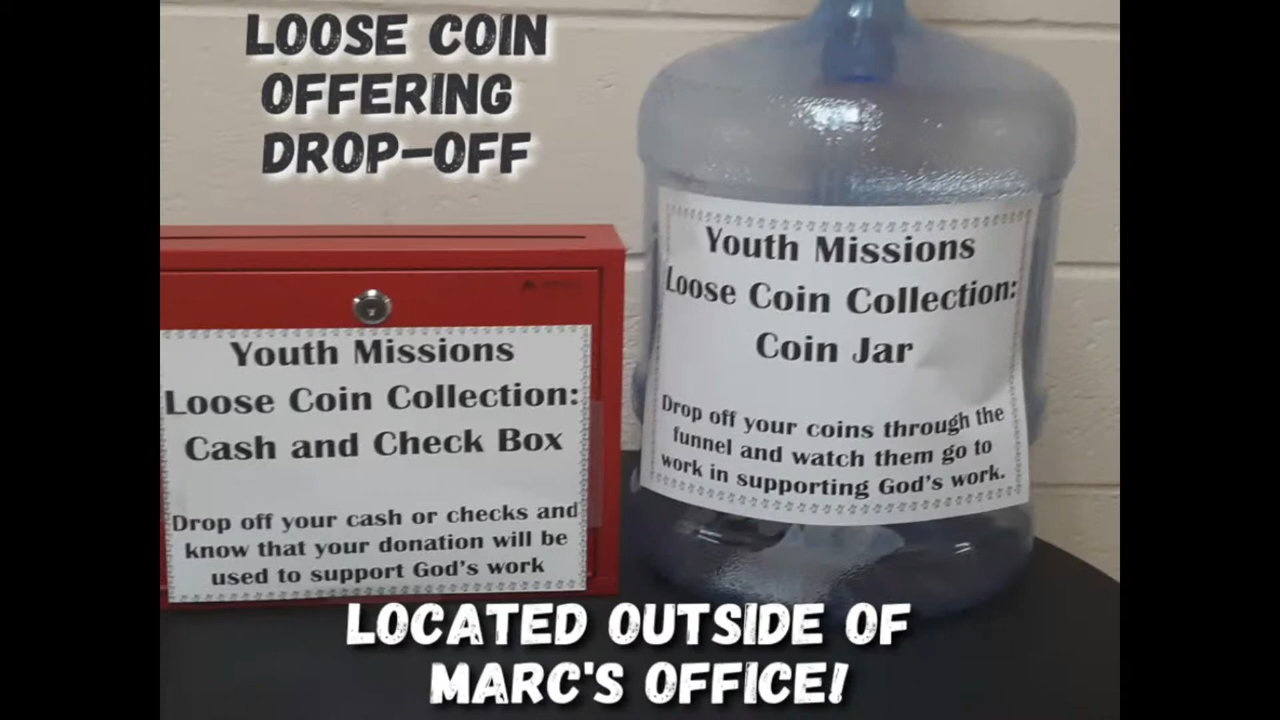 LOOSE COIN
OFFERING
DROP-OFF
Youth Missions
Loose Coin Collection:
Cash and Check Box
Drop off your cash or checks and
know that your donation will be
used to support God's work
Youth Missions
Loose Coin Collection:
Coin Jar
Drop off your coins through the
funnel and watch them go to
work in supporting God's work.
LOCATED OUTSIDE OF
MARC'S OFFICE!